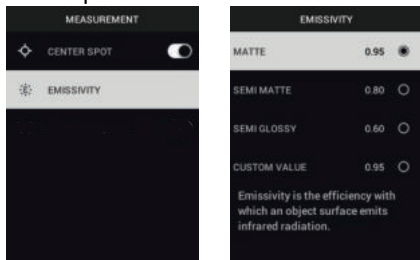 MEASUREMENT
CENTER SPOT
EMISSIVITY
EMISSIVITY
MATTE 0.95
SEMI MATTE 0.80
SEMI GLOSSY 0.60
CUSTOM VALUE 0.95
Emissivity is the efficiency with
which an object surface emits
infrared radiation.